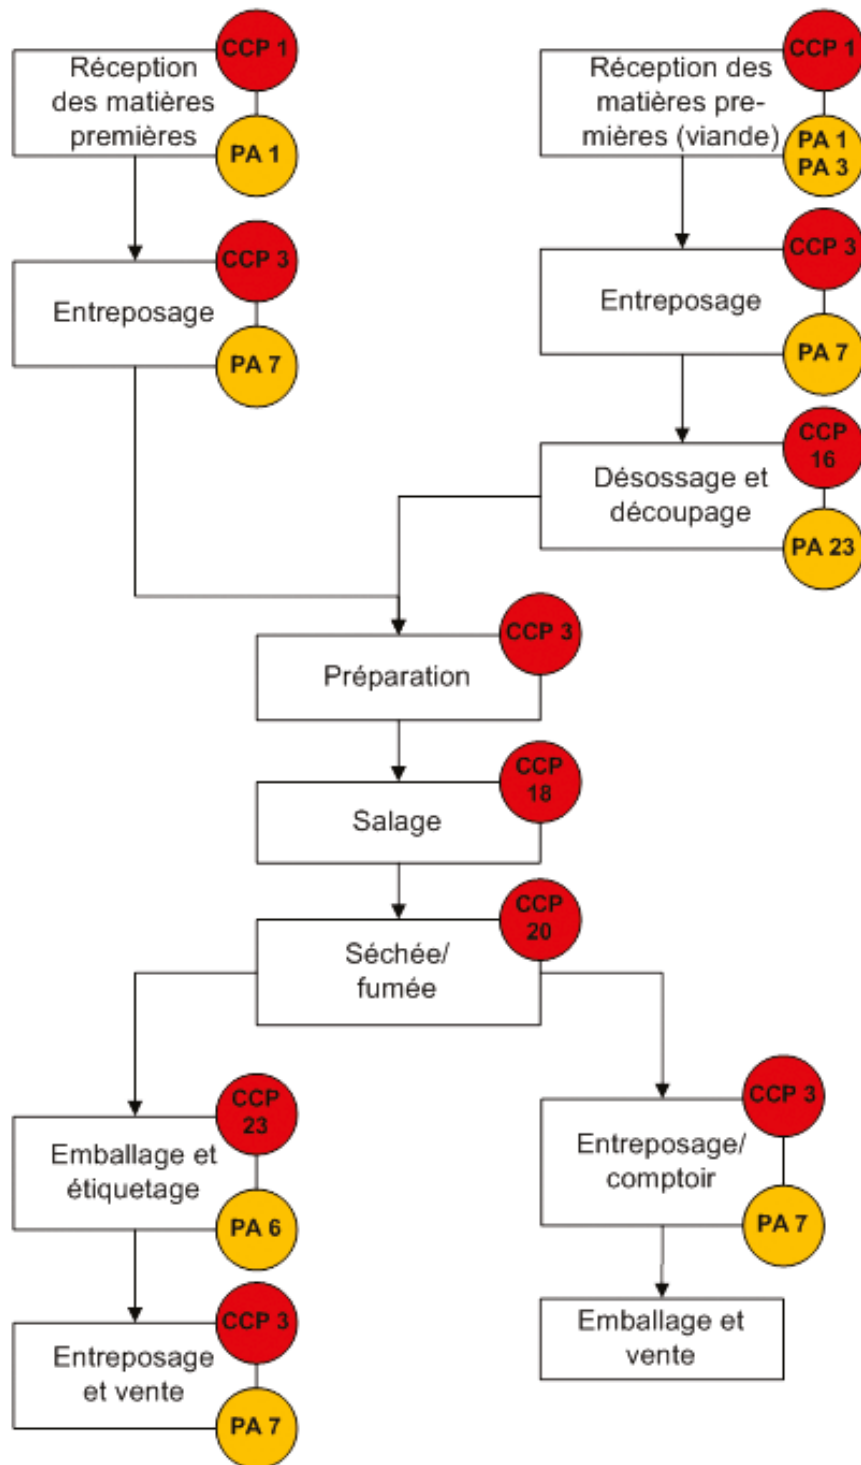 CCP 1
Réception
des matières
premières
PA 1
CCP 1
Réception des
matières pre-
mières (viande)
PA 1
PA 3
CCP 3
Entreposage
PA 7
CCP 3
Entreposage
PA 7
CCP
16
Désossage et
découpage
PA 23
CCP 3
Préparation
CCP
18
Salage
CCP
20
Séchée/
fumée
CCP
23
Emballage et
étiquetage
PA 6
CCP 3
Entreposage/
comptoir
PA 7
CCP 3
Entreposage
et vente
PA 7
Emballage et
vente